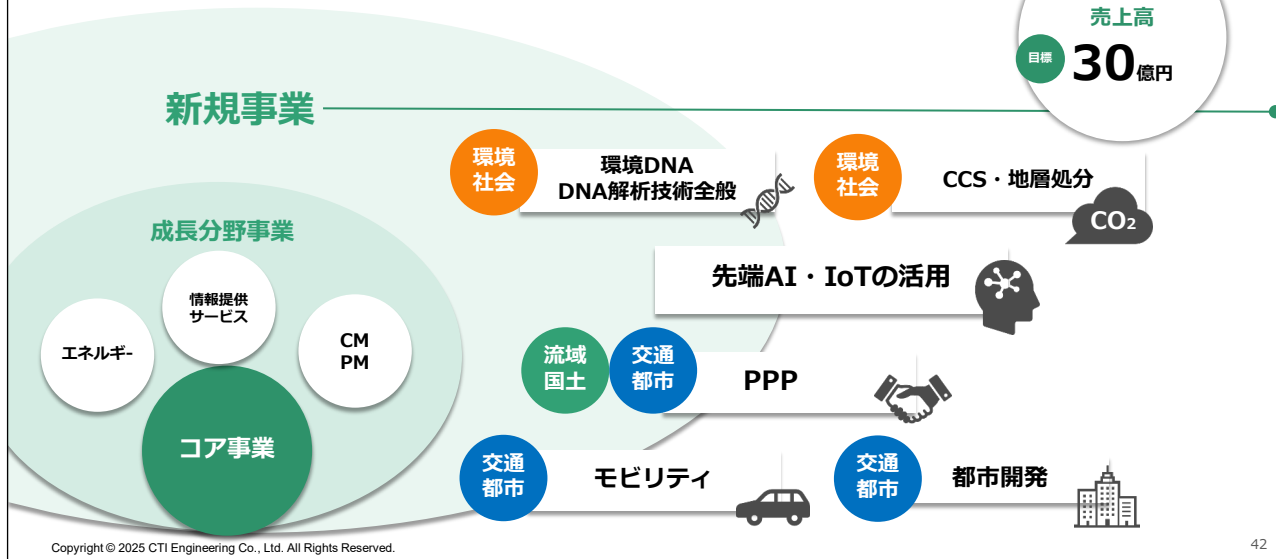 売上高
目標
30億円
新規事業
環境
社会
環境DNA
DNA解析技術全般
環境
社会
CCS・地層処分
CO2
成長分野事業
先端AI・IoTの活用
情報提供
サービス
エネルギー
CM
PM
流域
国土
交通
都市
PPP
コア事業
交通
都市
モビリティ
交通
都市
都市開発
Copyright © 2025 CTI Engineering Co., Ltd. All Rights Reserved.
42